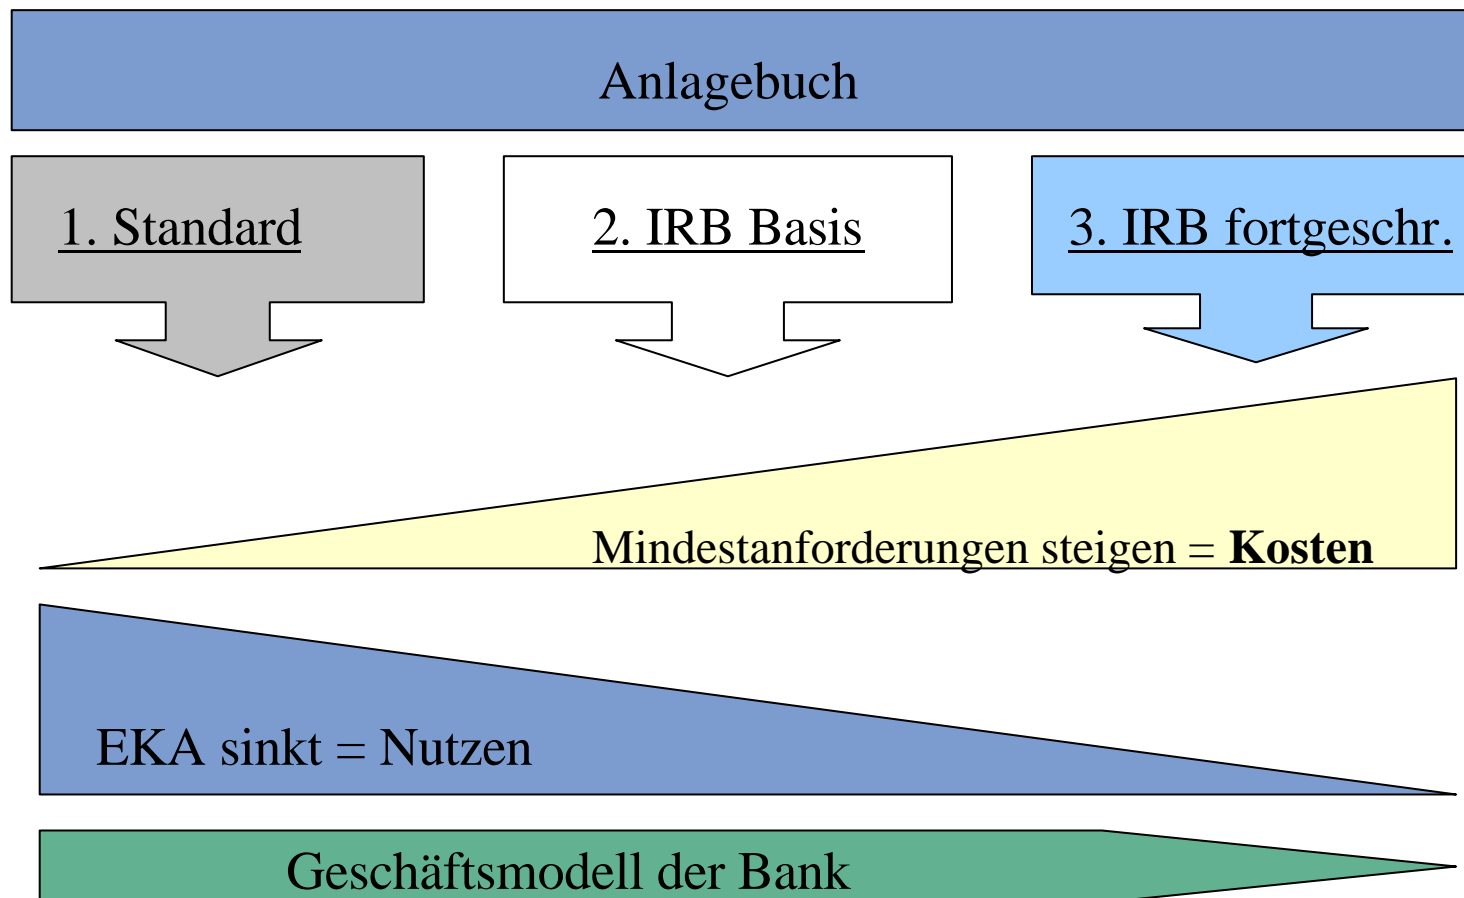 Anlagebuch
1. Standard
2. IRB Basis
3. IRB fortgeschr.
Mindestanforderungen steigen = Kosten
EKA sinkt = Nutzen
Geschäftsmodell der Bank